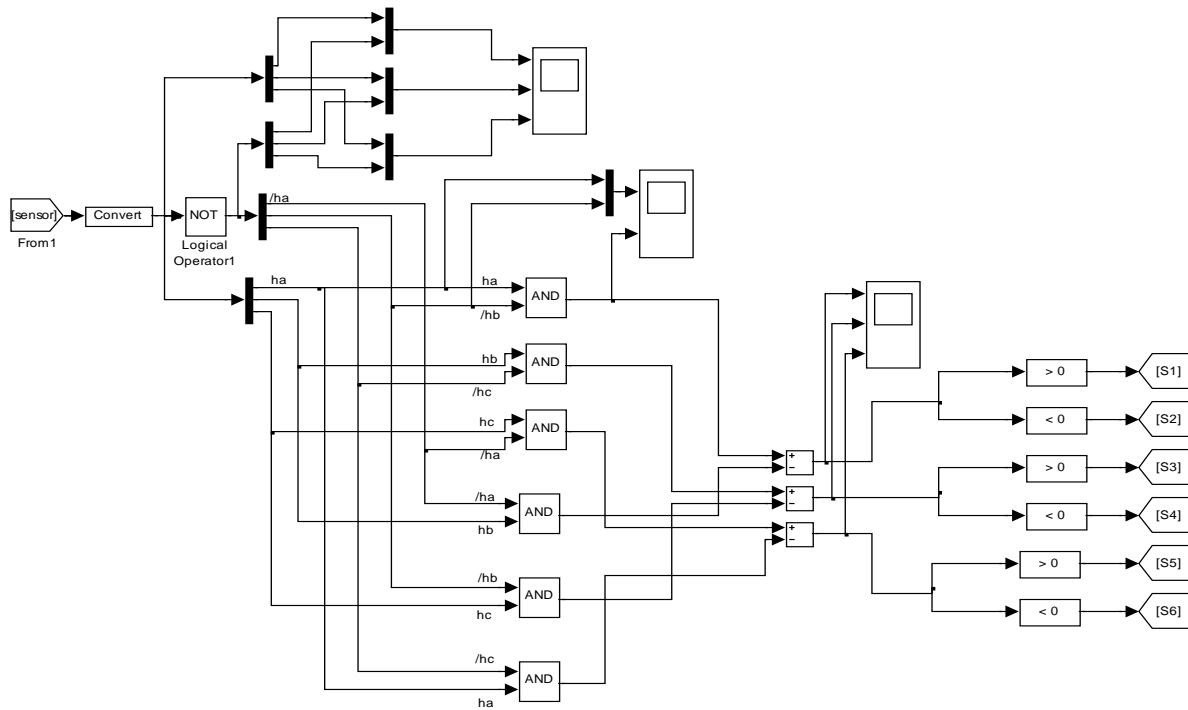 /ha
[sensor]
Convert
NOT
From1
Logical
Operator1
ha
ha
AND
/hb
hb
AND
/hc
hc
AND
/ha
/ha
AND
hb
/hb
AND
hc
/hc
AND
ha
+
−
+
−
+
−
> 0
[S1]
< 0
[S2]
> 0
[S3]
< 0
[S4]
> 0
[S5]
< 0
[S6]